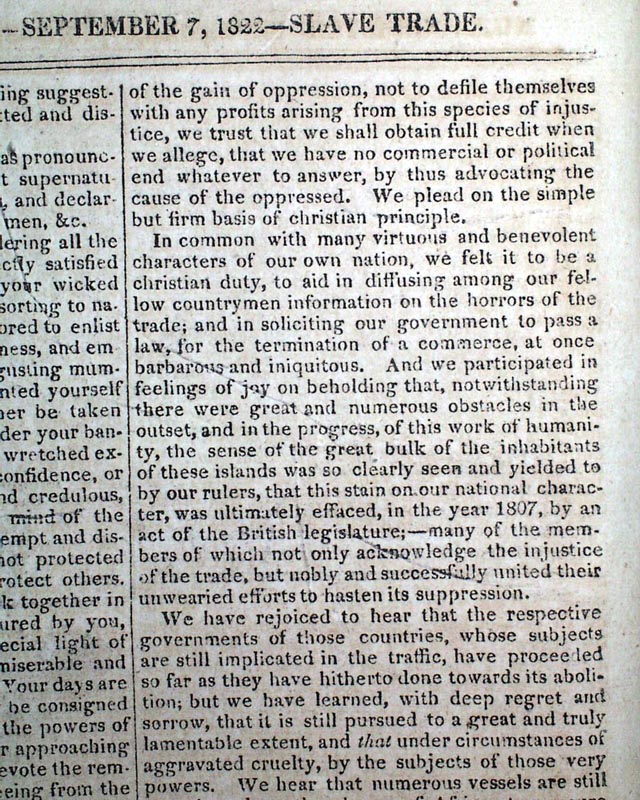 —SEPTEMBER 7, 1822—SLAVE TRADE.
ing suggest-
ted and dis-
as pronounc-
t supernatu-
, and declar-
men, &c.
lering all the
ctly satisfied
your wicked
sorting to na-
ored to enlist
ness, and em
gusting mum-
nted yourself
her be taken
der your ban-
wretched ex-
confidence, or
nd credulous,
mind of the
empt and dis-
not protected
rotect others.
k together in
ured by you,
ecial light of
miserable and
Your days are
be consigned
the powers of
r approaching
evote the rem-
eeing from the
of the gain of oppression, not to defile themselves
with any profits arising from this species of injus-
tice, we trust that we shall obtain full credit when
we allege, that we have no commercial or political
end whatever to answer, by thus advocating the
cause of the oppressed. We plead on the simple
but firm basis of christian principle.
In common with many virtuous and benevolent
characters of our own nation, we felt it to be a
christian duty, to aid in diffusing among our fel-
low countrymen information on the horrors of the
trade; and in soliciting our government to pass a
law, for the termination of a commerce, at once
barbarous and iniquitous. And we participated in
feelings of joy on beholding that, notwithstanding
there were great and numerous obstacles in the
outset, and in the progress, of this work of humani-
ty, the sense of the great bulk of the inhabitants
of these islands was so clearly seen and yielded to
by our rulers, that this stain on our national charac-
ter, was ultimately effaced, in the year 1807, by an
act of the British legislature;—many of the mem-
bers of which not only acknowledge the injustice
of the trade, but nobly and successfully united their
unwearied efforts to hasten its suppression.
We have rejoiced to hear that the respective
governments of those countries, whose subjects
are still implicated in the traffic, have proceeded
so far as they have hitherto done towards its aboli-
tion; but we have learned, with deep regret and
sorrow, that it is still pursued to a great and truly
lamentable extent, and that under circumstances of
aggravated cruelty, by the subjects of those very
powers. We hear that numerous vessels are still